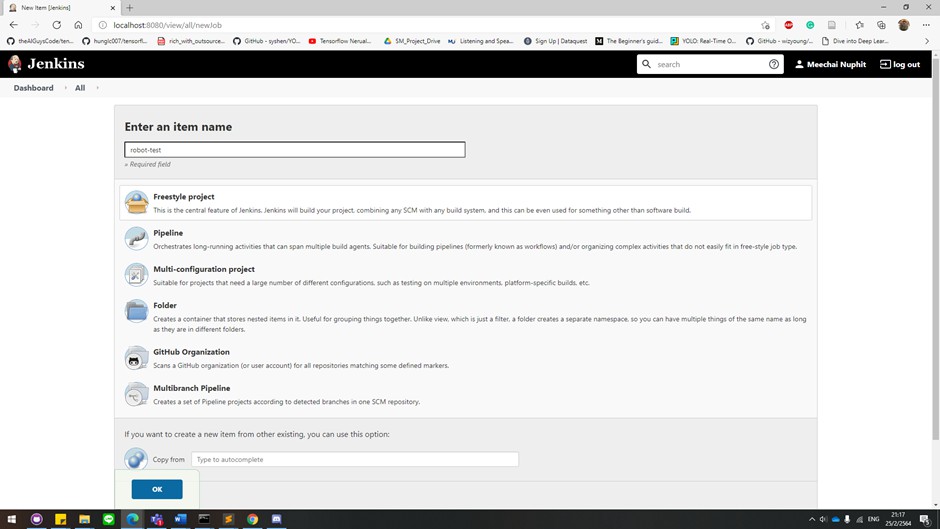 New Item [Jenkins]
localhost:8080/view/all/newJob
theAIGuysCode/ten...
hunglc007/tensorfl...
rich_with_outsource...
GitHub - syshen/YO...
Tensorflow Nerual...
SM_Project_Drive
Listening and Spea...
Sign Up | Dataquest
The Beginner's guid...
YOLO: Real-Time O...
GitHub - wizyoung/...
Dive into Deep Lear...
Jenkins
search
Meechai Nuphit
log out
Dashboard
All
Enter an item name
robot-test
» Required field
Freestyle project
This is the central feature of Jenkins. Jenkins will build your project, combining any SCM with any build system, and this can be even used for something other than software build.
Pipeline
Orchestrates long-running activities that can span multiple build agents. Suitable for building pipelines (formerly known as workflows) and/or organizing complex activities that do not easily fit in free-style job type.
Multi-configuration project
Suitable for projects that need a large number of different configurations, such as testing on multiple environments, platform-specific builds, etc.
Folder
Creates a container that stores nested items in it. Useful for grouping things together. Unlike view, which is just a filter, a folder creates a separate namespace, so you can have multiple things of the same name as long
as they are in different folders.
GitHub Organization
Scans a GitHub organization (or user account) for all repositories matching some defined markers.
Multibranch Pipeline
Creates a set of Pipeline projects according to detected branches in one SCM repository.
If you want to create a new item from other existing, you can use this option:
Copy from
Type to autocomplete
OK
21:17
25/2/2564